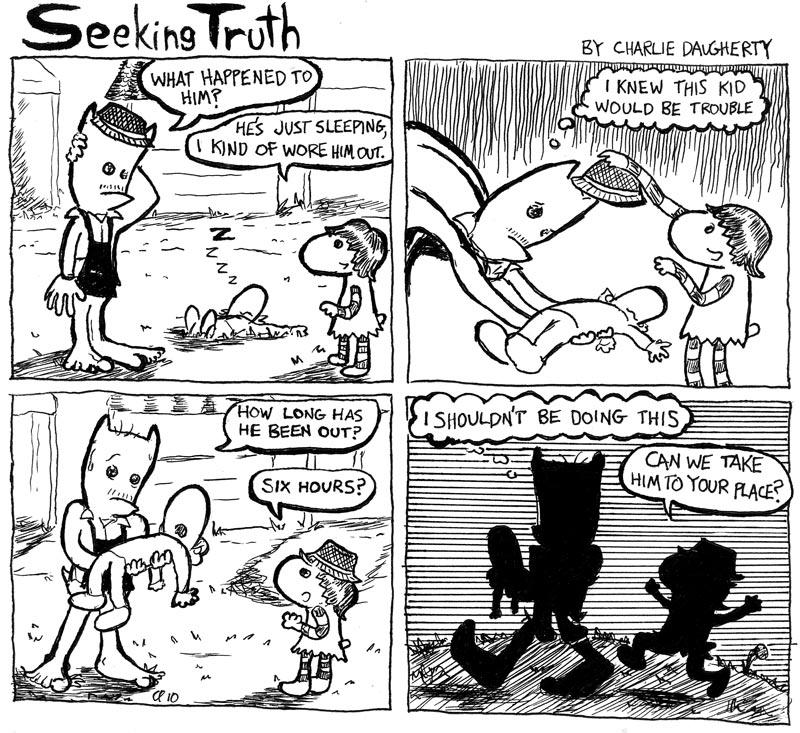 Seeking Truth
BY CHARLIE DAUGHERTY
WHAT HAPPENED TO
HIM?
HE'S JUST SLEEPING,
I KIND OF WORE HIM OUT.
Z
Z
Z
Z
I KNEW THIS KID
WOULD BE TROUBLE
HOW LONG HAS
HE BEEN OUT?
SIX HOURS?
I SHOULDN'T BE DOING THIS
CAN WE TAKE
HIM TO YOUR PLACE?